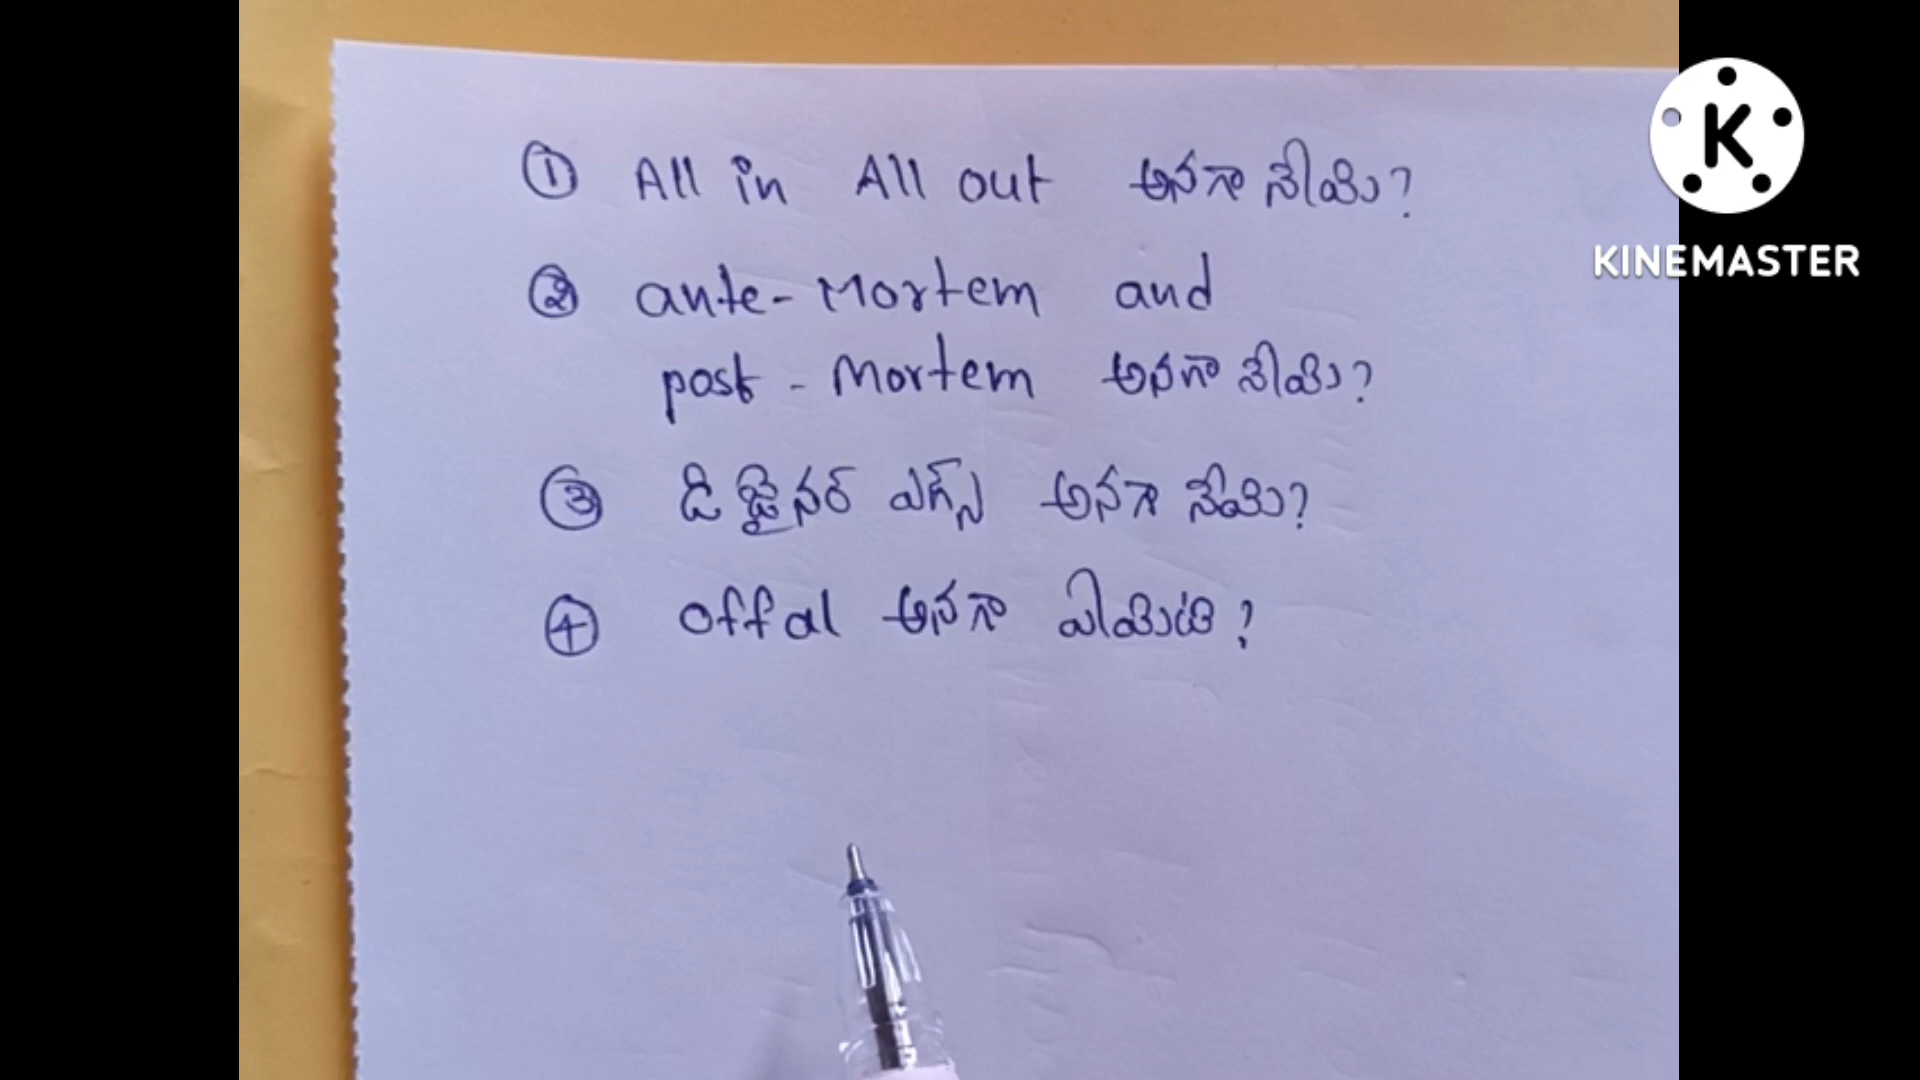 ① All in All out అనగా నేమి?
② ante-Mortem and
post - Mortem అనగా నేమి?
③ డిజైనర్ ఎగ్స్ అనగా నేమి?
④ offal అనగా ఏమిటి?
K
KINEMASTER